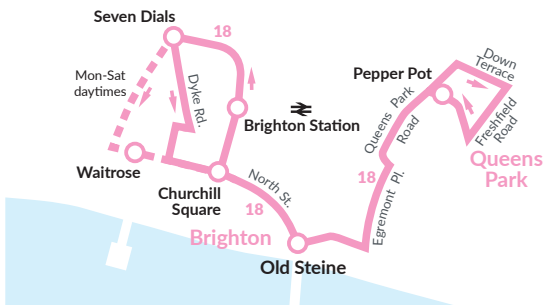 Seven Dials
18
Mon-Sat
daytimes
Dyke Rd.
Brighton Station
Waitrose
Churchill
Square
North St.
18
Brighton
Old Steine
Egremont Pl.
18
Queens Park
Road
Pepper Pot
Down
Terrace
Freshfield
Road
Queens
Park